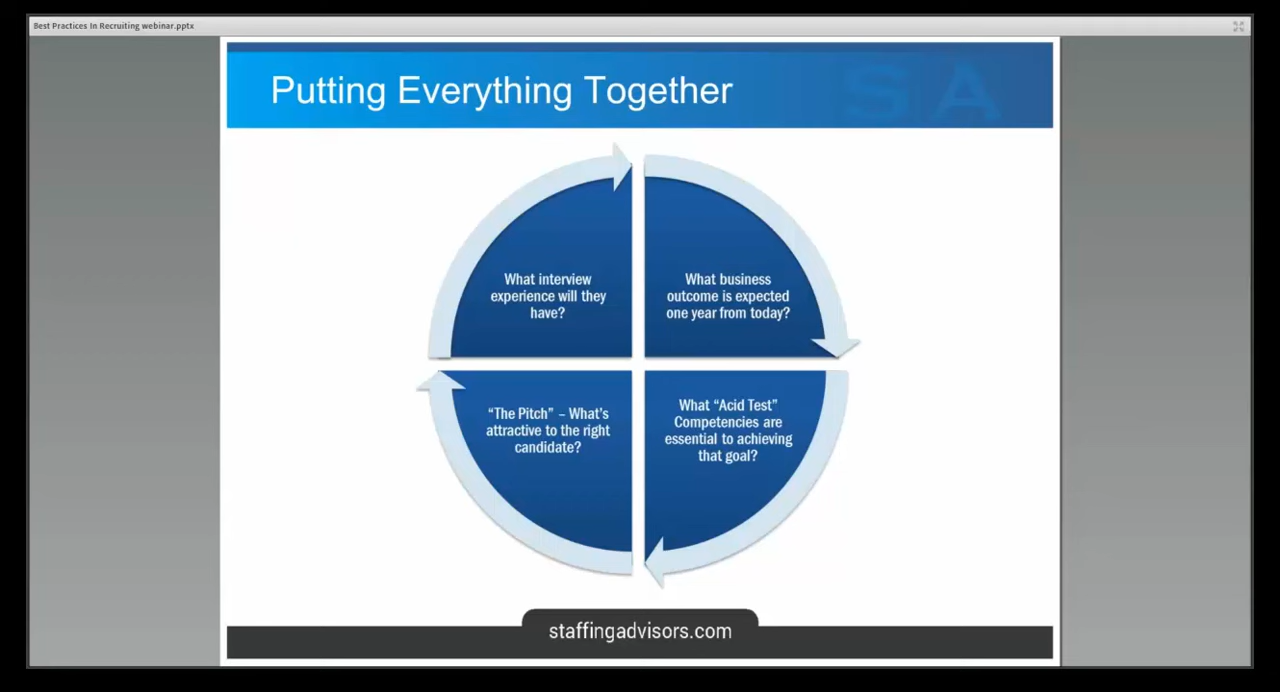 Best Practices In Recruiting webinar.pptx
Putting Everything Together
SA
What interview
experience will they
have?
What business
outcome is expected
one year from today?
“The Pitch” – What’s
attractive to the right
candidate?
What “Acid Test”
Competencies are
essential to achieving
that goal?
staffingadvisors.com